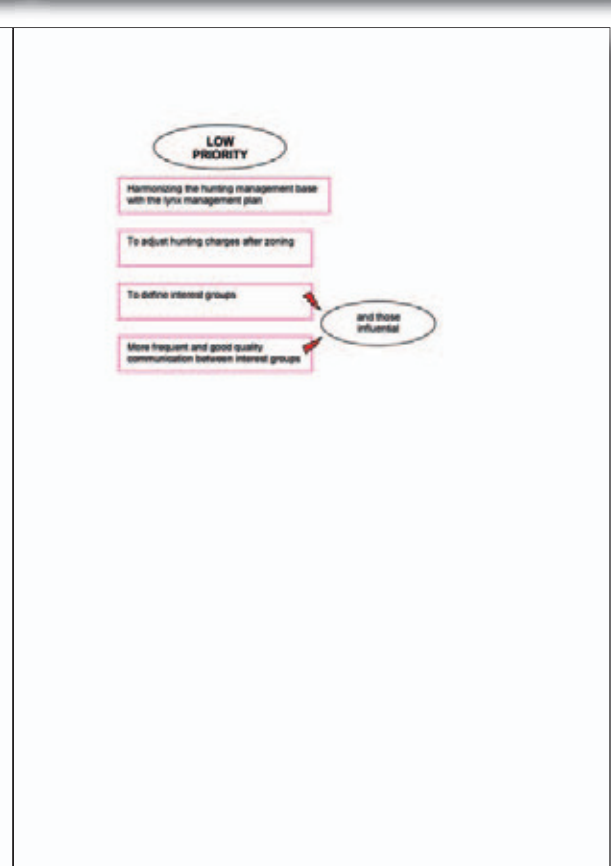 LOW
PRIORITY
Harmonizing the hunting management base
with the lynx management plan
To adjust hunting charges after zoning
To define interest groups
and those
influential
More frequent and good quality
communication between interest groups